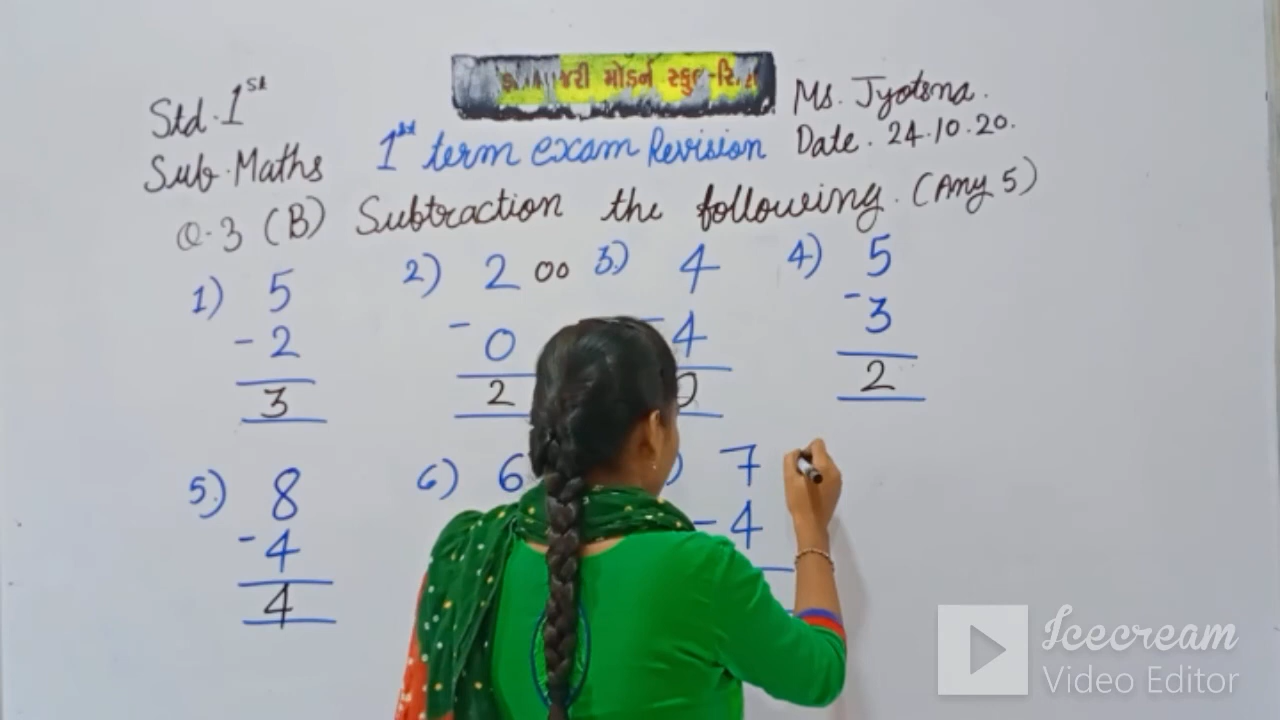 મોડર્ન સ્કુલ
Std. 1st
Ms. Jyotsna.
Sub. Maths
1st term exam Revision
Date. 24.10.20.
Q.3 (B) Subtraction the following. (Any 5)
1) 5
- 2
3
2) 2 00
- 0
2
3.) 4
- 4
0
4) 5
- 3
2
5.) 8
- 4
4
6) 6
) 7
- 4
Icecream
Video Editor